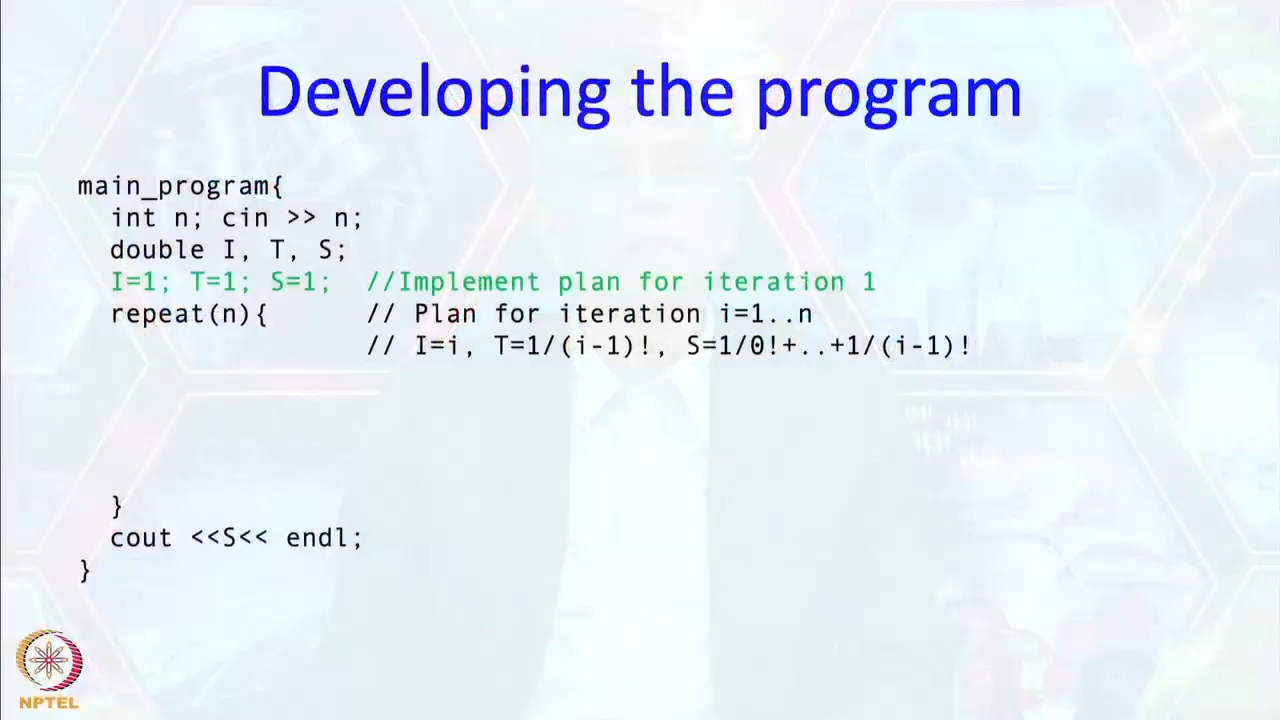 Developing the program
main_program{
int n; cin >> n;
double I, T, S;
I=1; T=1; S=1; //Implement plan for iteration 1
repeat(n){ // Plan for iteration i=1..n
// I=i, T=1/(i-1)!, S=1/0!+..+1/(i-1)!
}
cout <<S<< endl;
}
NPTEL